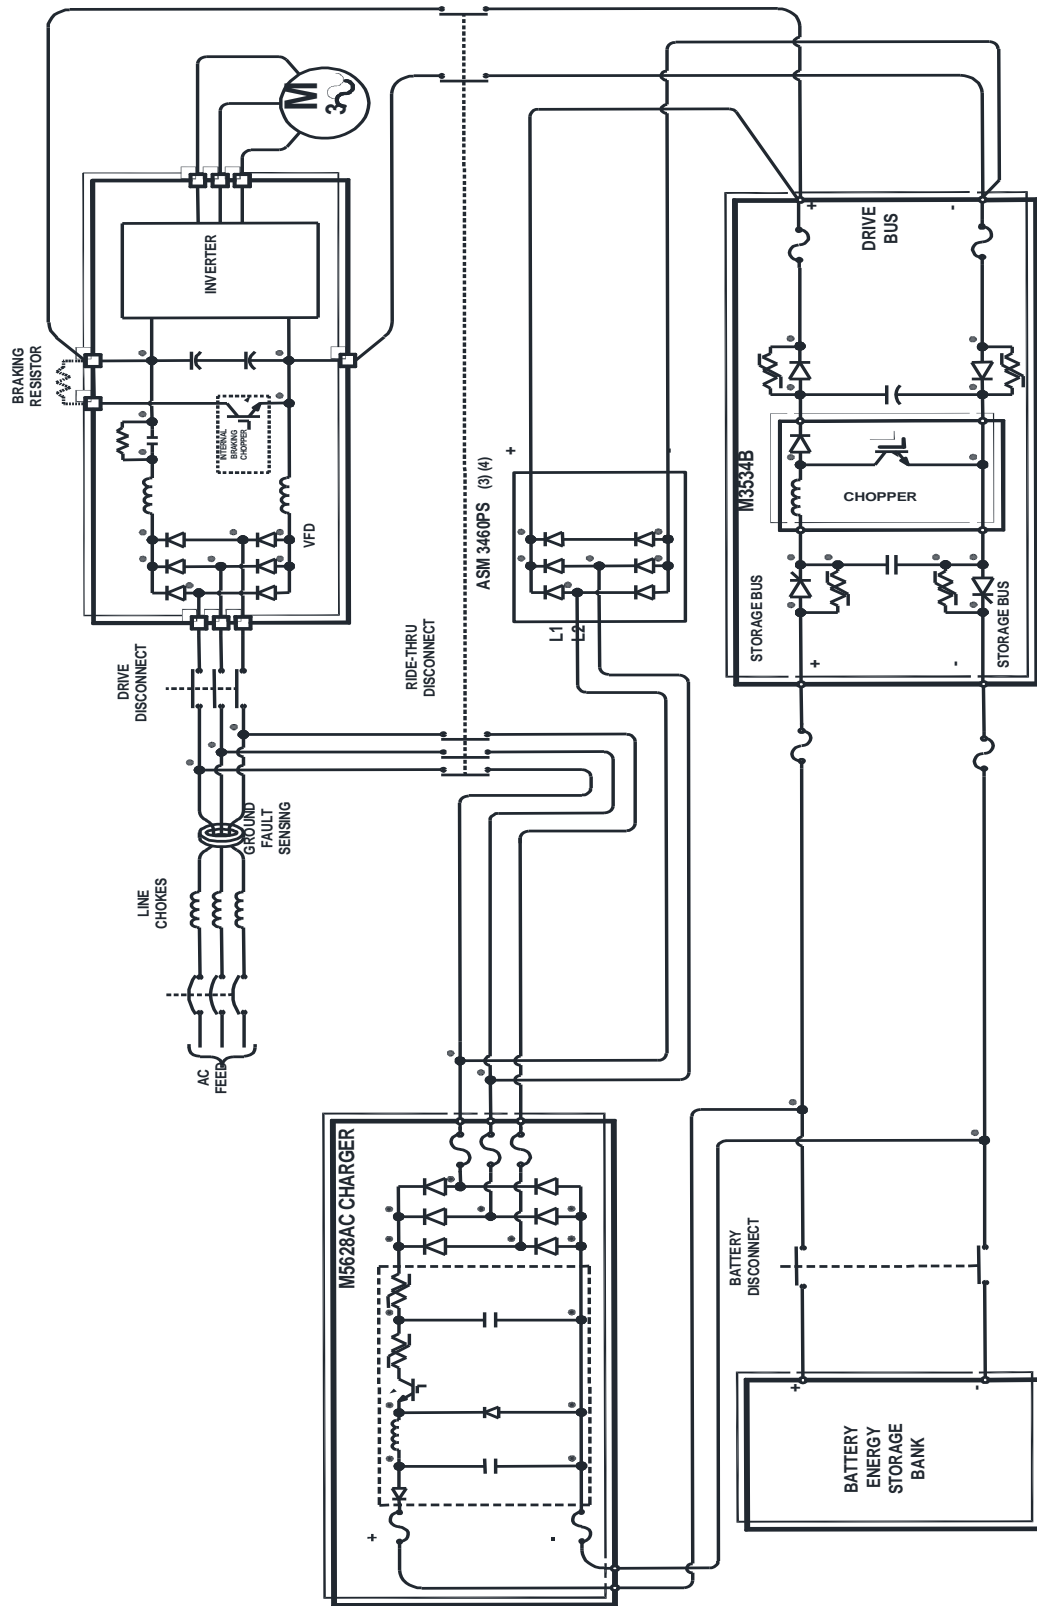 M
3
INVERTER
BRAKING
RESISTOR
INTERNAL
BRAKING
CHOPPER
VFD
DRIVE
DISCONNECT
RIDE-THRU
DISCONNECT
GROUND
FAULT
SENSING
LINE
CHOKES
AC
FEED
ASM 3460PS (3) (4)
+
-
L1
L2
M3534B
+
-
DRIVE
BUS
CHOPPER
STORAGE BUS
STORAGE BUS
+
-
M5628AC CHARGER
+
-
BATTERY
DISCONNECT
+
-
BATTERY
ENERGY
STORAGE
BANK